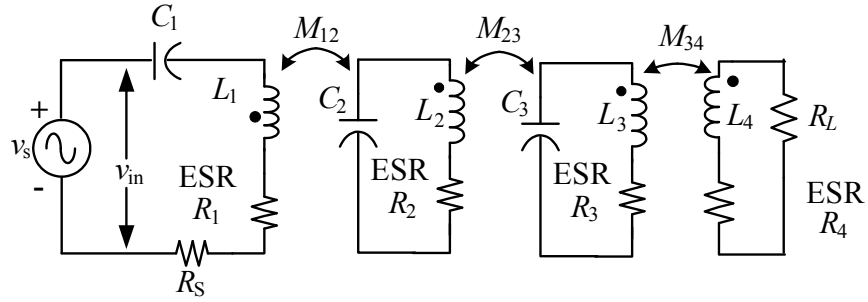 C1
M12
M23
M34
+
vs
-
vin
L1
ESR
R1
RS
C2
L2
ESR
R2
C3
L3
ESR
R3
L4
RL
ESR
R4